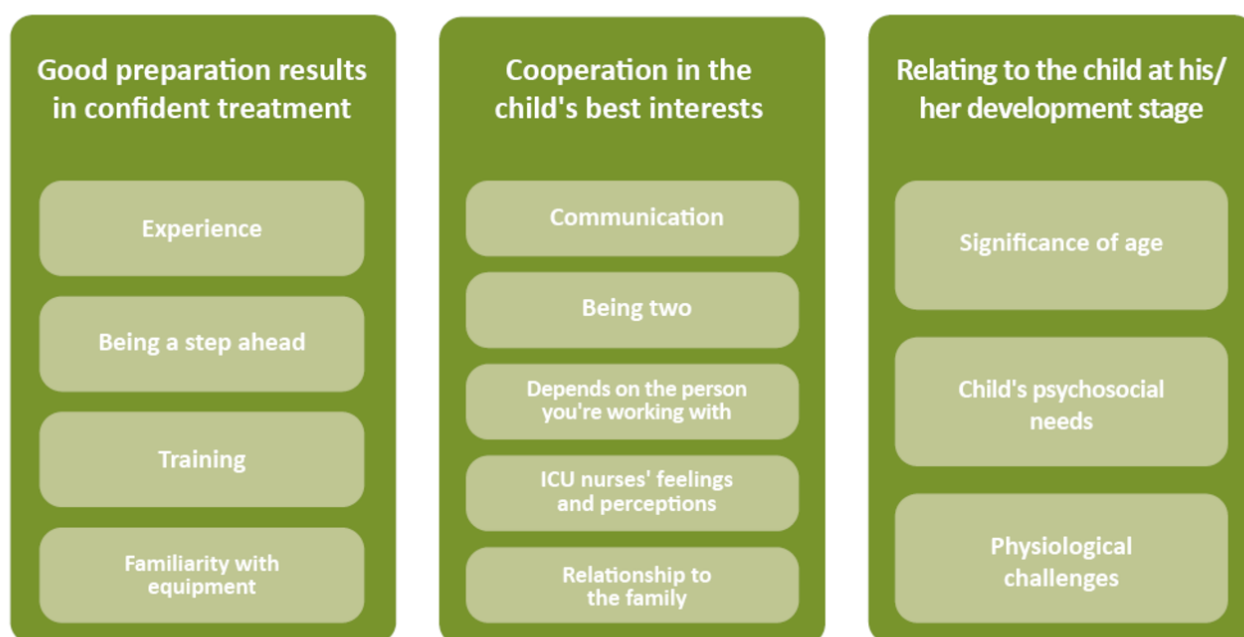 Good preparation results
in confident treatment
Experience
Being a step ahead
Training
Familiarity with
equipment
Cooperation in the
child's best interests
Communication
Being two
Depends on the person
you're working with
ICU nurses' feelings
and perceptions
Relationship to
the family
Relating to the child at his/
her development stage
Significance of age
Child's psychosocial
needs
Physiological
challenges